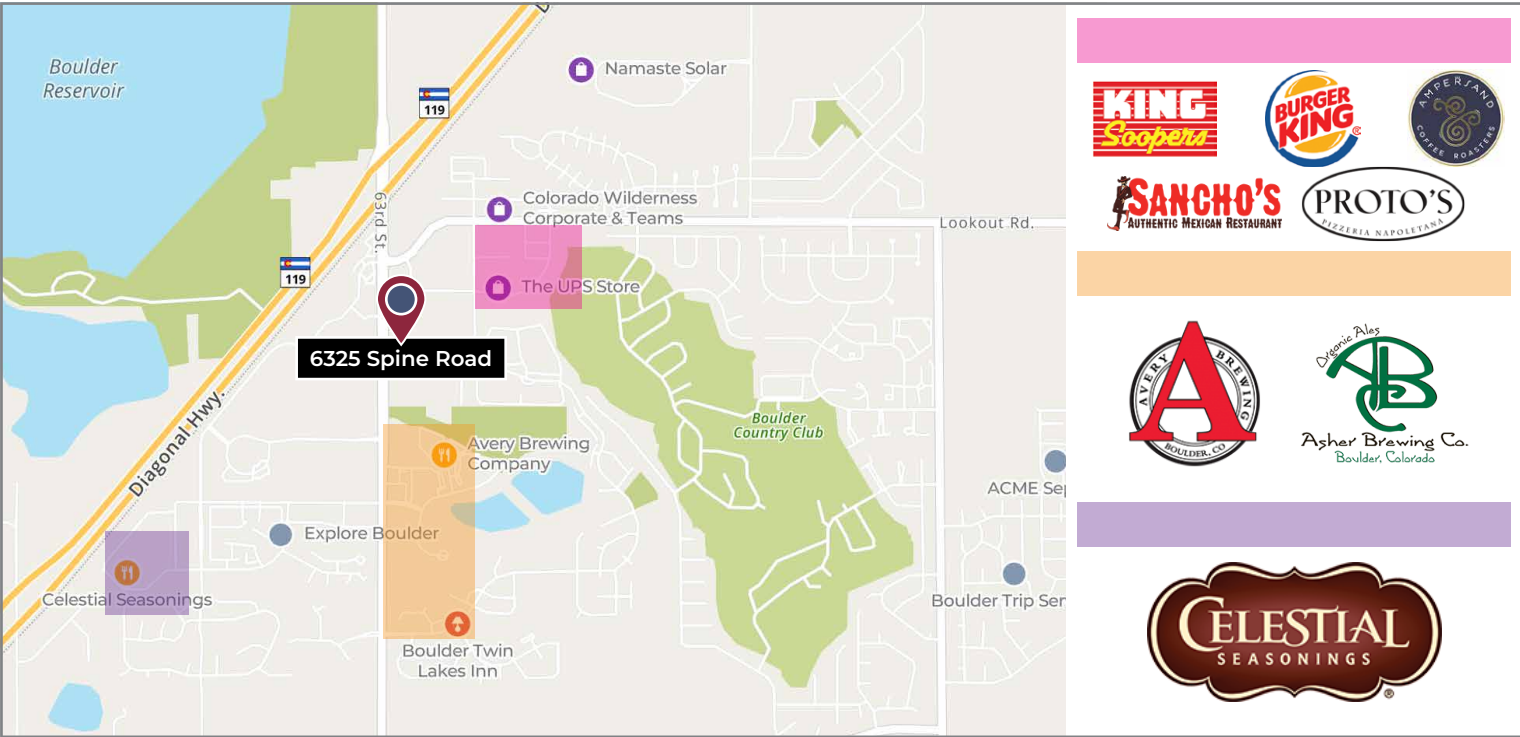 Boulder
Reservoir
119
D
Namaste Solar
63rd St.
Colorado Wilderness
Corporate & Teams
Lookout Rd.
119
The UPS Store
6325 Spine Road
Diagonal Hwy.
Boulder
Country Club
Avery Brewing
Company
ACME Sep
Explore Boulder
Celestial Seasonings
Boulder Trip Ser
Boulder Twin
Lakes Inn
KING
Soopers
BURGER
KING
®
AMPERSAND
COFFEE ROASTERS
SANCHO'S
AUTHENTIC MEXICAN RESTAURANT
PROTO'S
PIZZERIA NAPOLETANA
A
AVERY BREWING
BOULDER, CO
Organic Ales
AB
Asher Brewing Co.
Boulder, Colorado
CELESTIAL
SEASONINGS
®